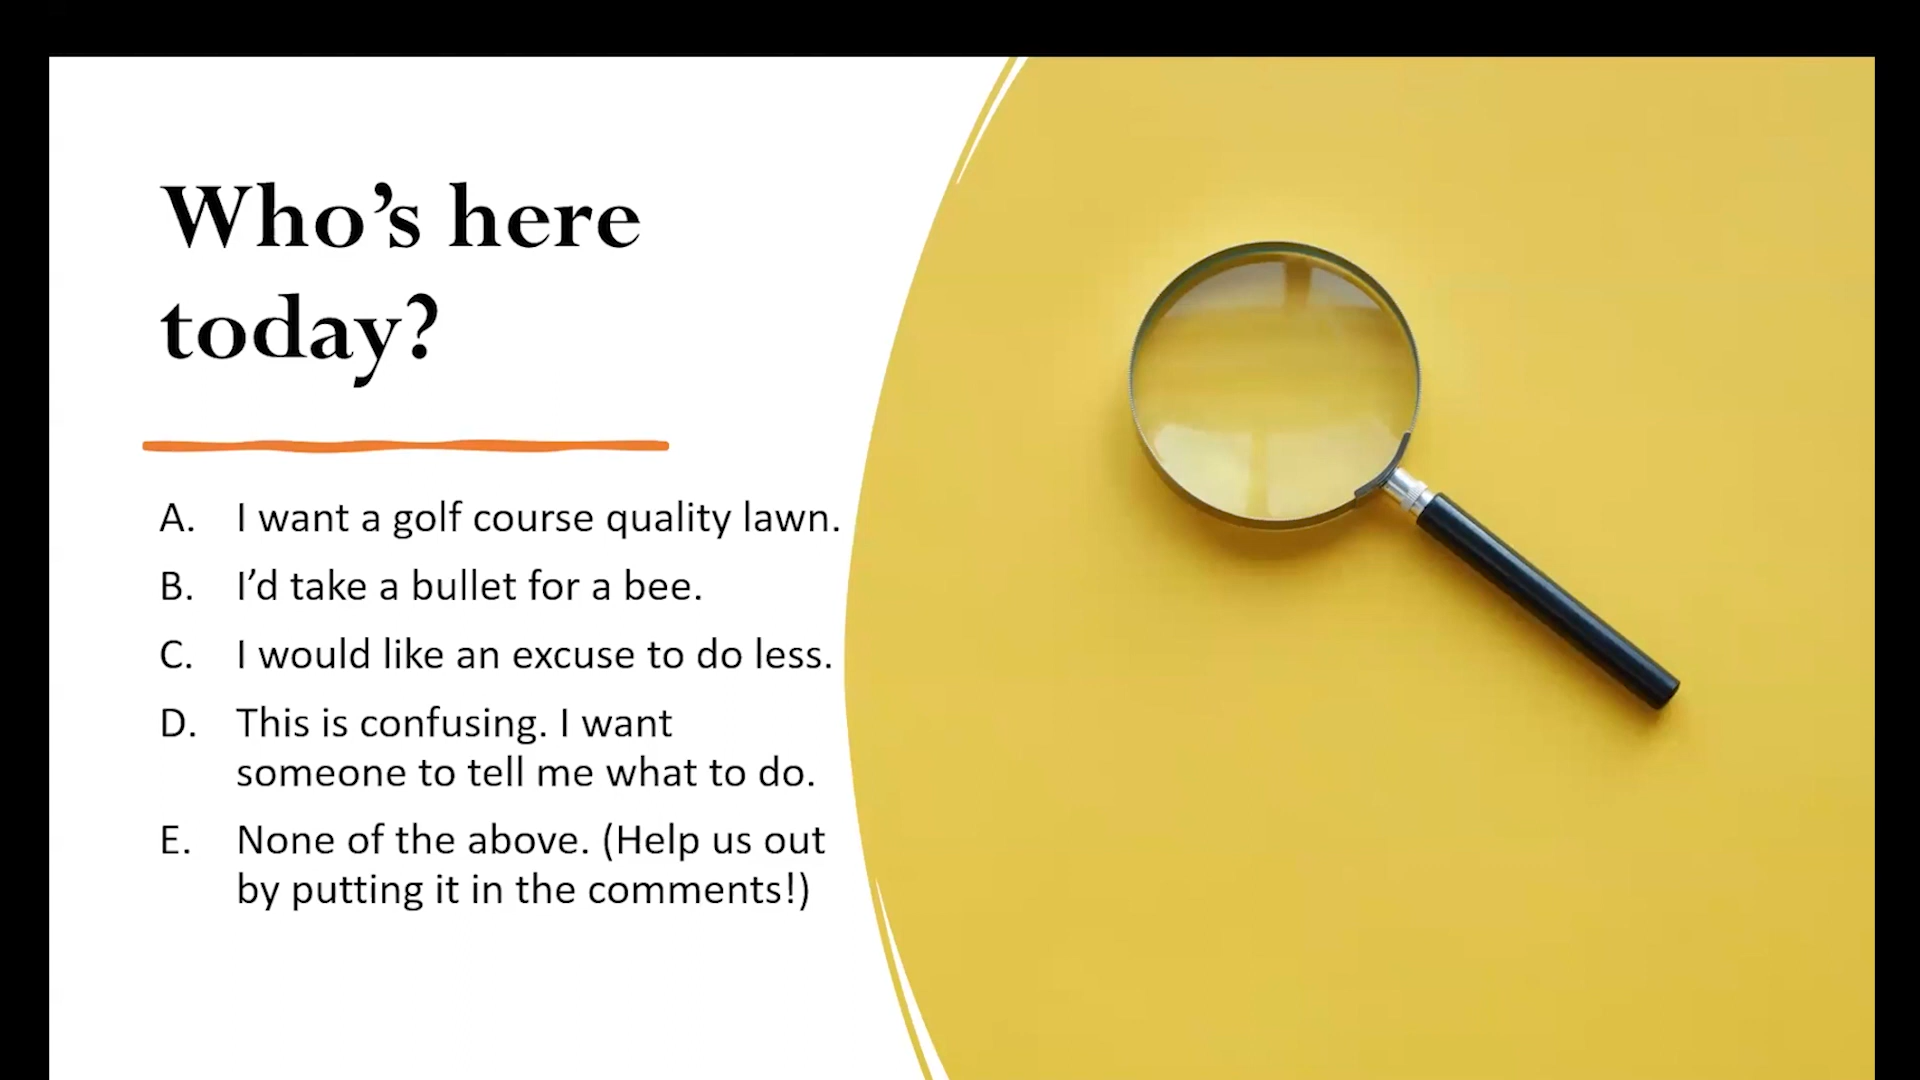 Who’s here
today?
A. I want a golf course quality lawn.
B. I’d take a bullet for a bee.
C. I would like an excuse to do less.
D. This is confusing. I want
someone to tell me what to do.
E. None of the above. (Help us out
by putting it in the comments!)